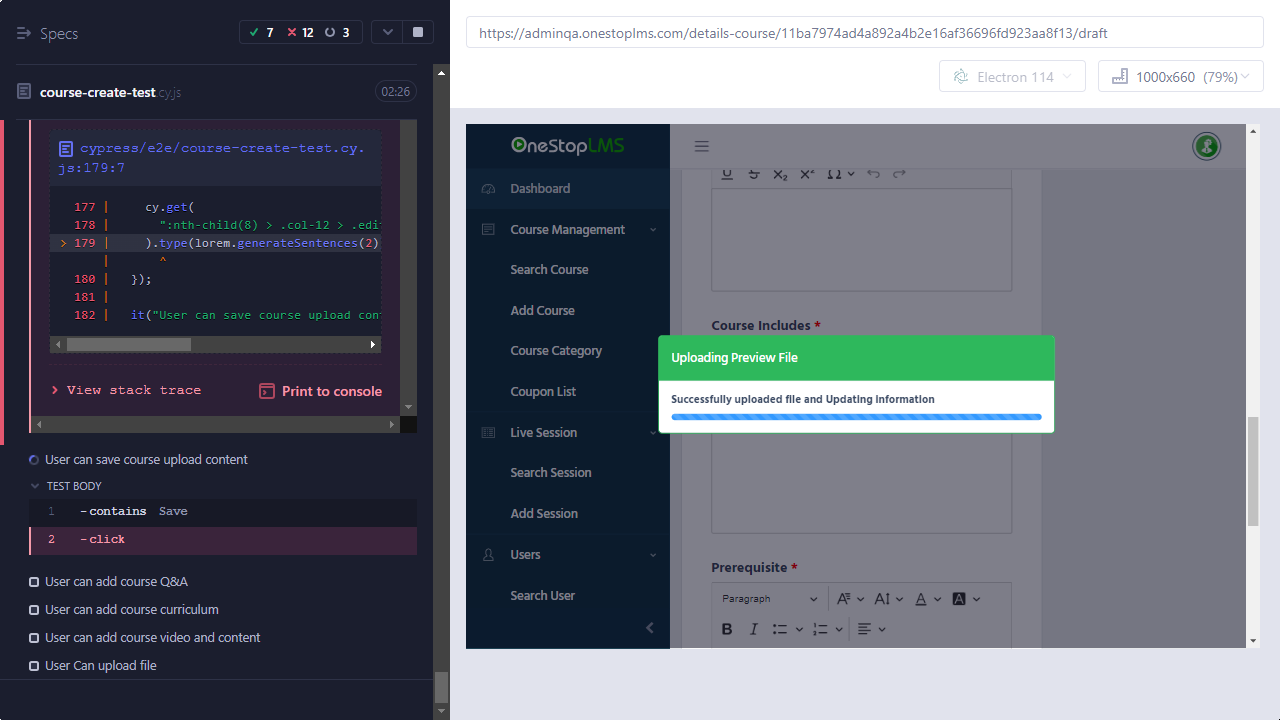 Specs
7 12 3
course-create-test.cy.js
02:26
cypress/e2e/course-create-test.cy.
js:179:7
177 | cy.get(
178 | ":nth-child(8) > .col-12 > .edi
> 179 | ).type(lorem.generateSentences(2)
| ^
180 | });
181 |
182 | it("User can save course upload con
View stack trace
Print to console
User can save course upload content
TEST BODY
1 -contains Save
2 -click
User can add course Q&A
User can add course curriculum
User can add course video and content
User Can upload file
https://adminqa.onestoplms.com/details-course/11ba7974ad4a892a4b2e16af36696fd923aa8f13/draft
Electron 114
1000x660 (79%)
OneStopLMS
Dashboard
Course Management
Search Course
Add Course
Course Category
Coupon List
Live Session
Search Session
Add Session
Users
Search User
Course Includes *
Uploading Preview File
Successfully uploaded file and Updating Information
Prerequisite *
Paragraph